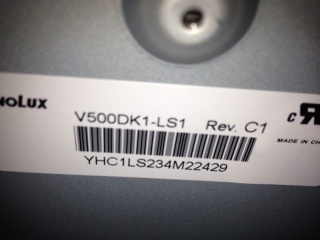 NOLUX
V500DK1-LS1 Rev. C1
MADE IN CH
YHC1LS234M22429